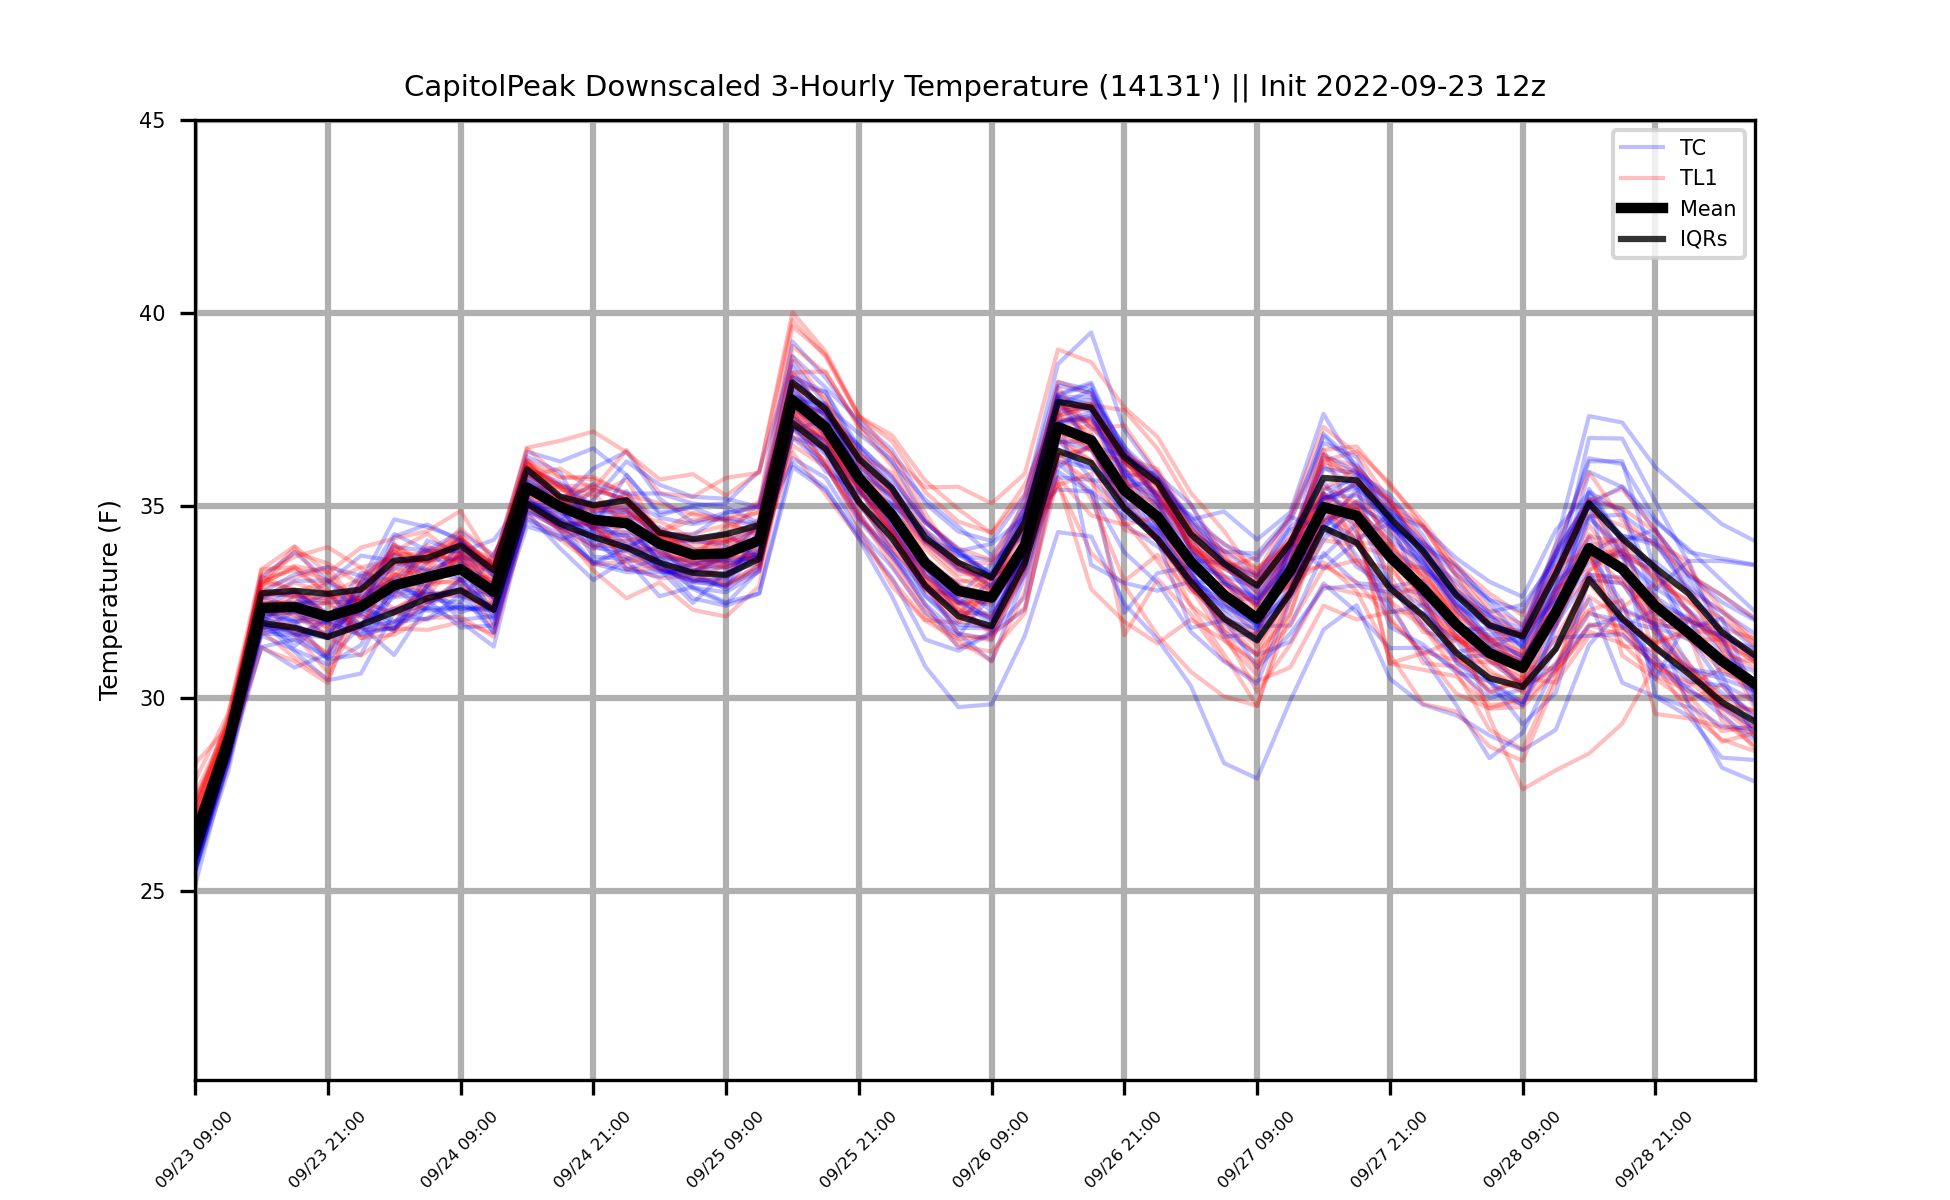 CapitolPeak Downscaled 3-Hourly Temperature (14131') || Init 2022-09-23 12z
45
40
35
30
25
Temperature (F)
TC
TL1
Mean
IQRs
09/23 09:00
09/23 21:00
09/24 09:00
09/24 21:00
09/25 09:00
09/25 21:00
09/26 09:00
09/26 21:00
09/27 09:00
09/27 21:00
09/28 09:00
09/28 21:00